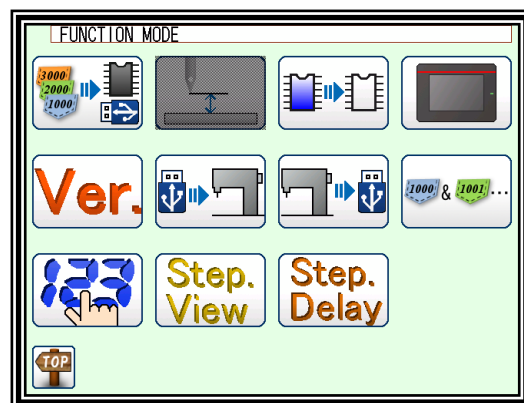 FUNCTION MODE
3000
2000
1000
Ver.
1000 & 1001...
123
Step.
View
Step.
Delay
TOP